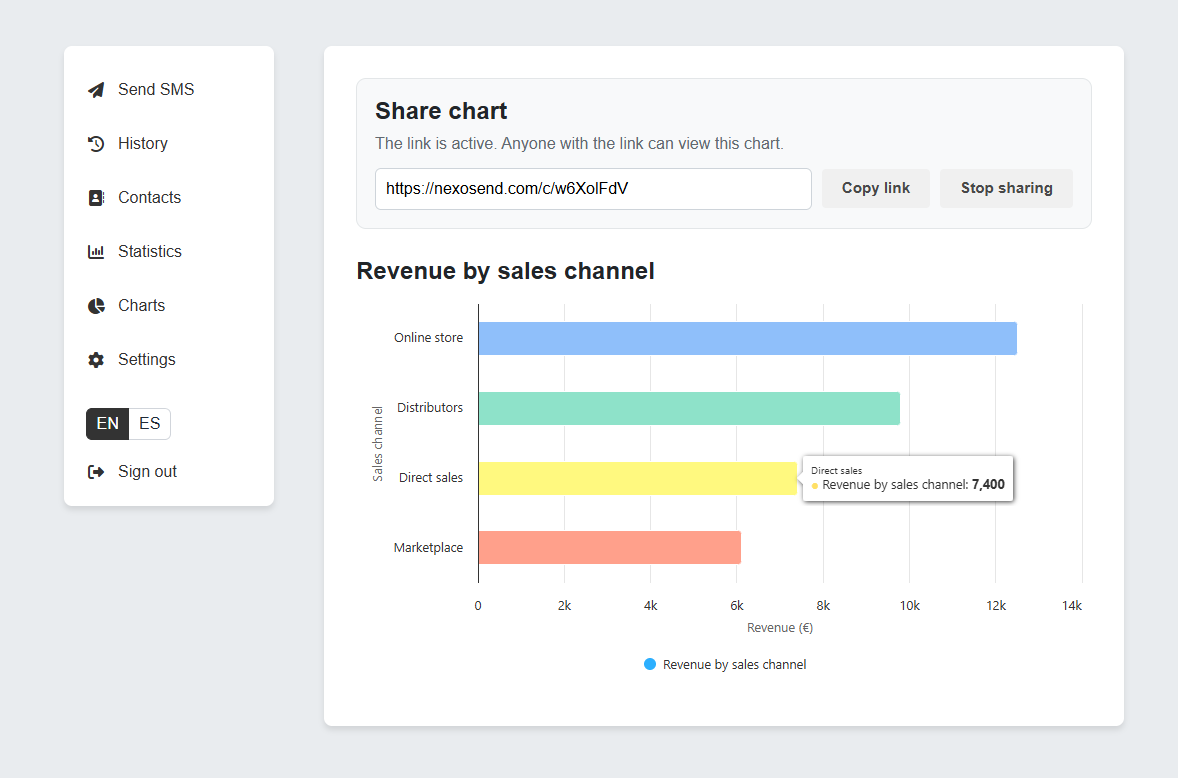 Send SMS
History
Contacts
Statistics
Charts
Settings
EN ES
Sign out
Share chart
The link is active. Anyone with the link can view this chart.
https://nexosend.com/c/w6XolFdV
Copy link
Stop sharing
Revenue by sales channel
Sales channel
Online store
Distributors
Direct sales
Marketplace
Direct sales
Revenue by sales channel: 7,400
0 2k 4k 6k 8k 10k 12k 14k
Revenue (€)
Revenue by sales channel